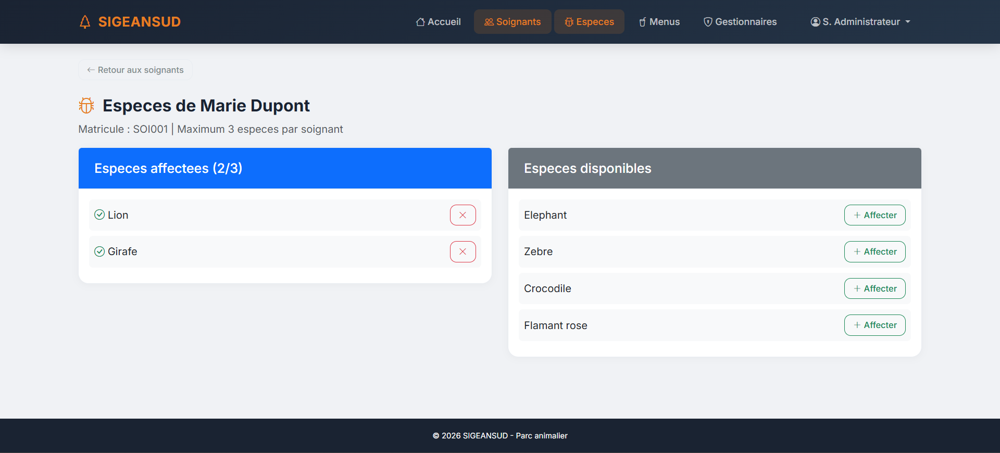 SIGEANSUD
Accueil
Soignants
Especes
Menus
Gestionnaires
S. Administrateur
Retour aux soignants
Especes de Marie Dupont
Matricule : SOI001 | Maximum 3 especes par soignant
Especes affectees (2/3)
Lion
Girafe
Especes disponibles
Elephant
Affecter
Zebre
Affecter
Crocodile
Affecter
Flamant rose
Affecter
© 2026 SIGEANSUD - Parc animalier